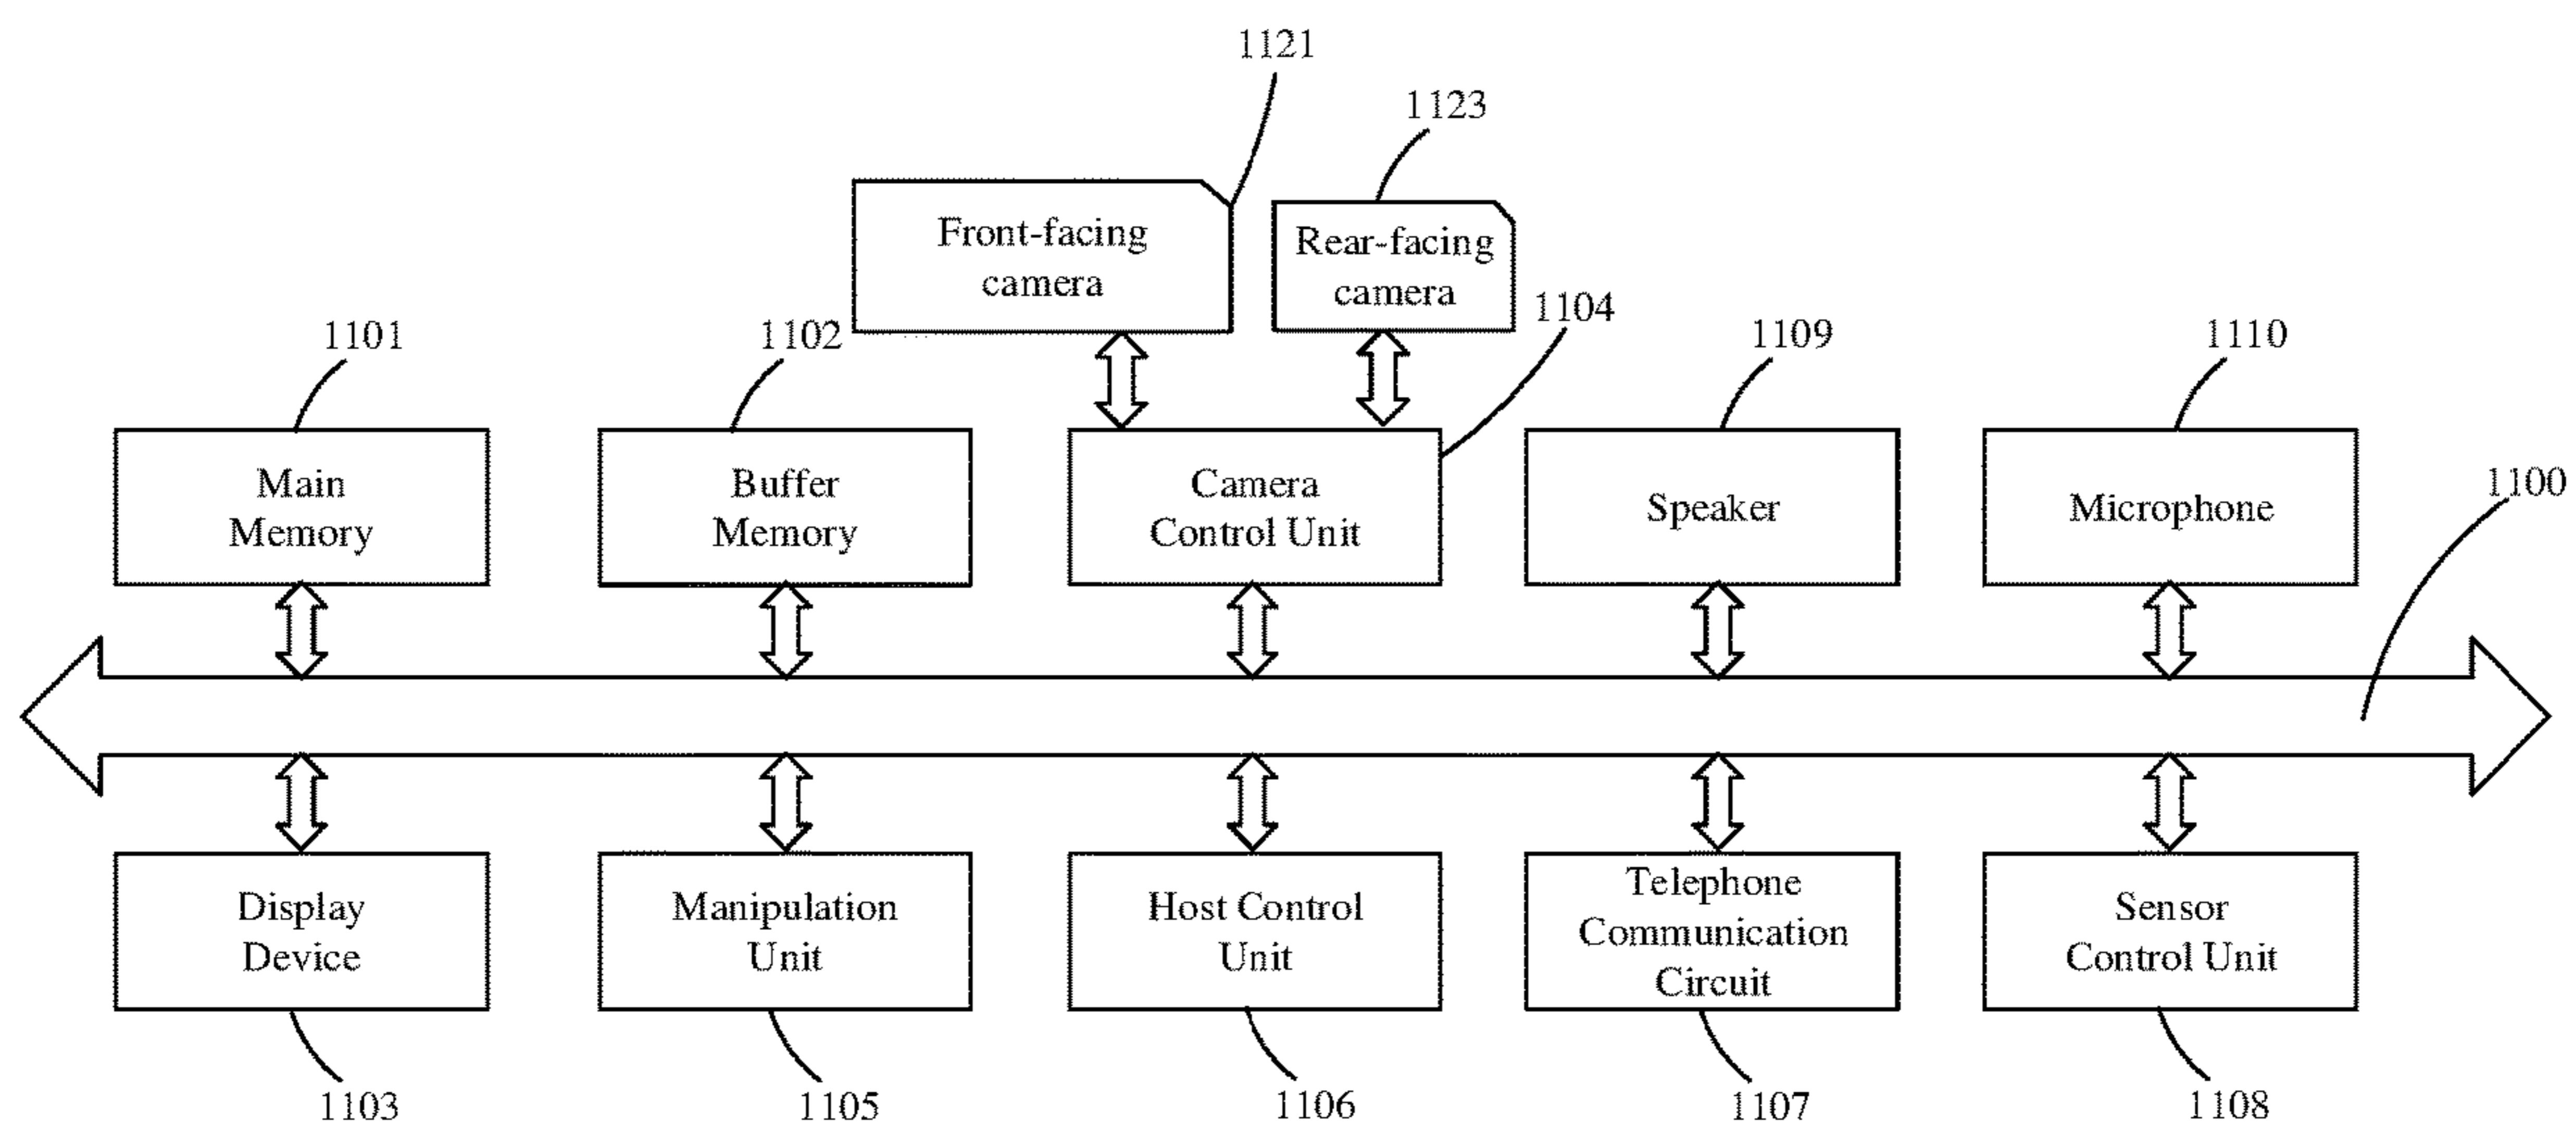 1121
1123
Front-facing
camera
Rear-facing
camera
1104
1101
1102
1109
1110
Main
Memory
Buffer
Memory
Camera
Control Unit
Speaker
Microphone
1100
Display
Device
Manipulation
Unit
Host Control
Unit
Telephone
Communication
Circuit
Sensor
Control Unit
1103
1105
1106
1107
1108